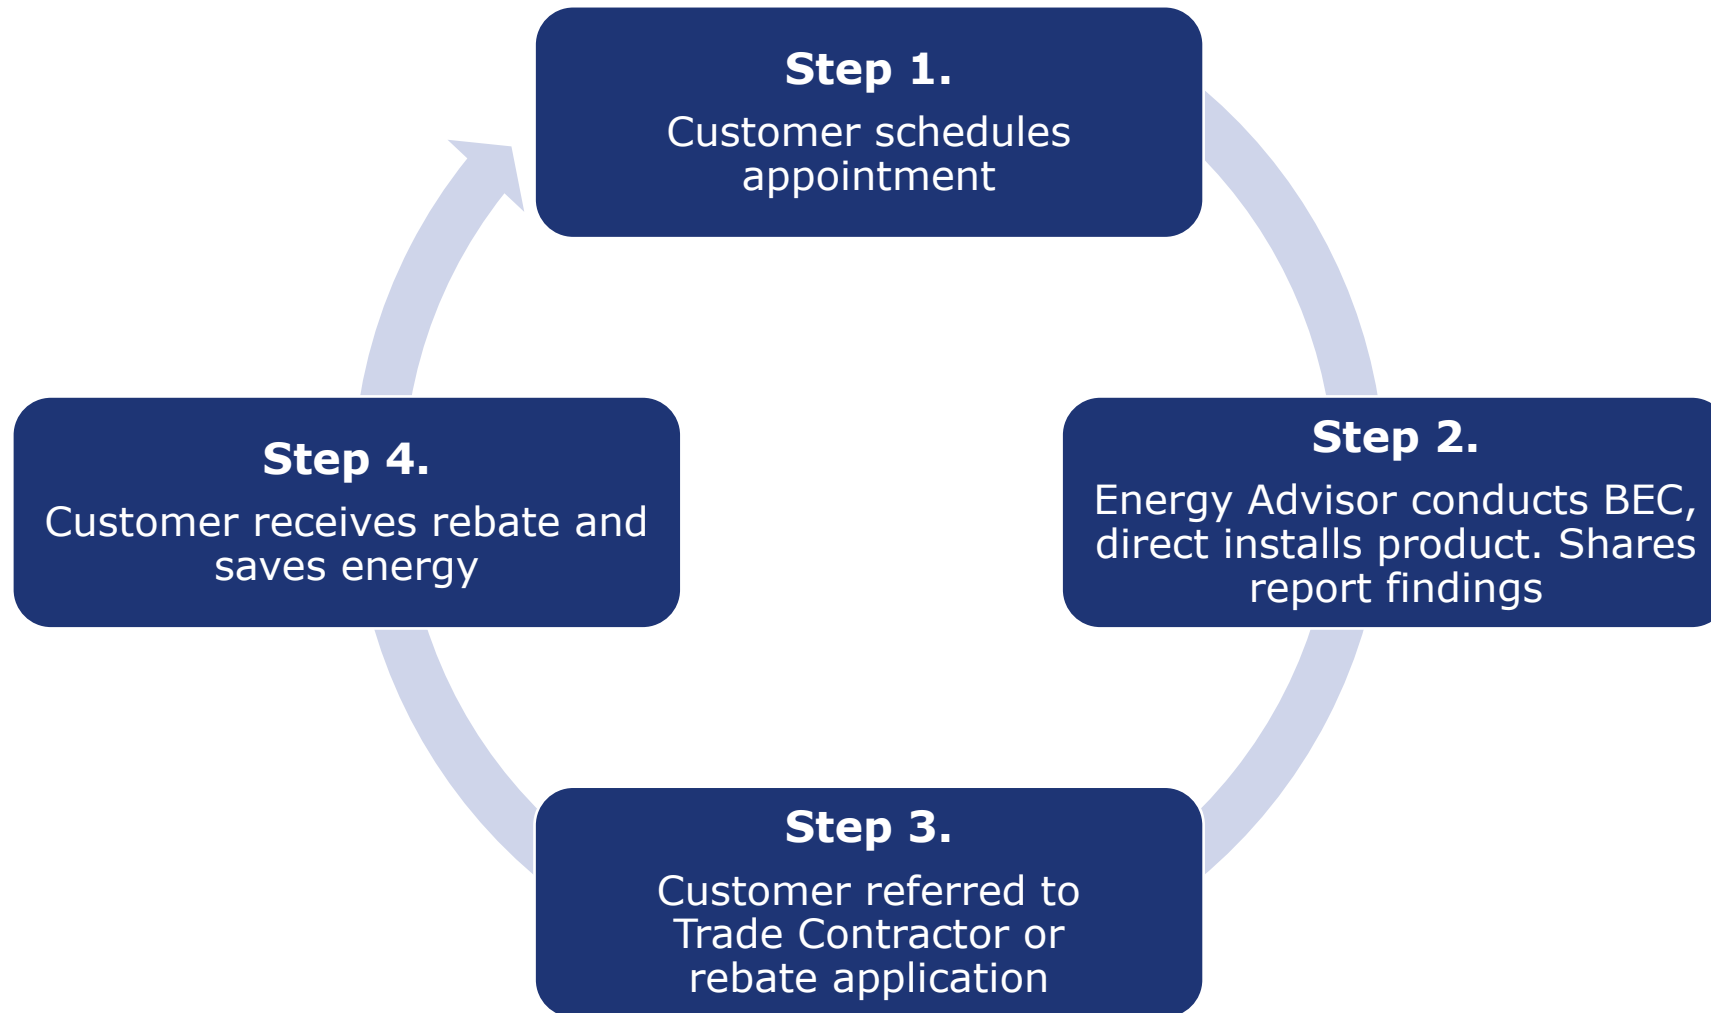 Step 1.
Customer schedules
appointment
Step 2.
Energy Advisor conducts BEC,
direct installs product. Shares
report findings
Step 3.
Customer referred to
Trade Contractor or
rebate application
Step 4.
Customer receives rebate and
saves energy